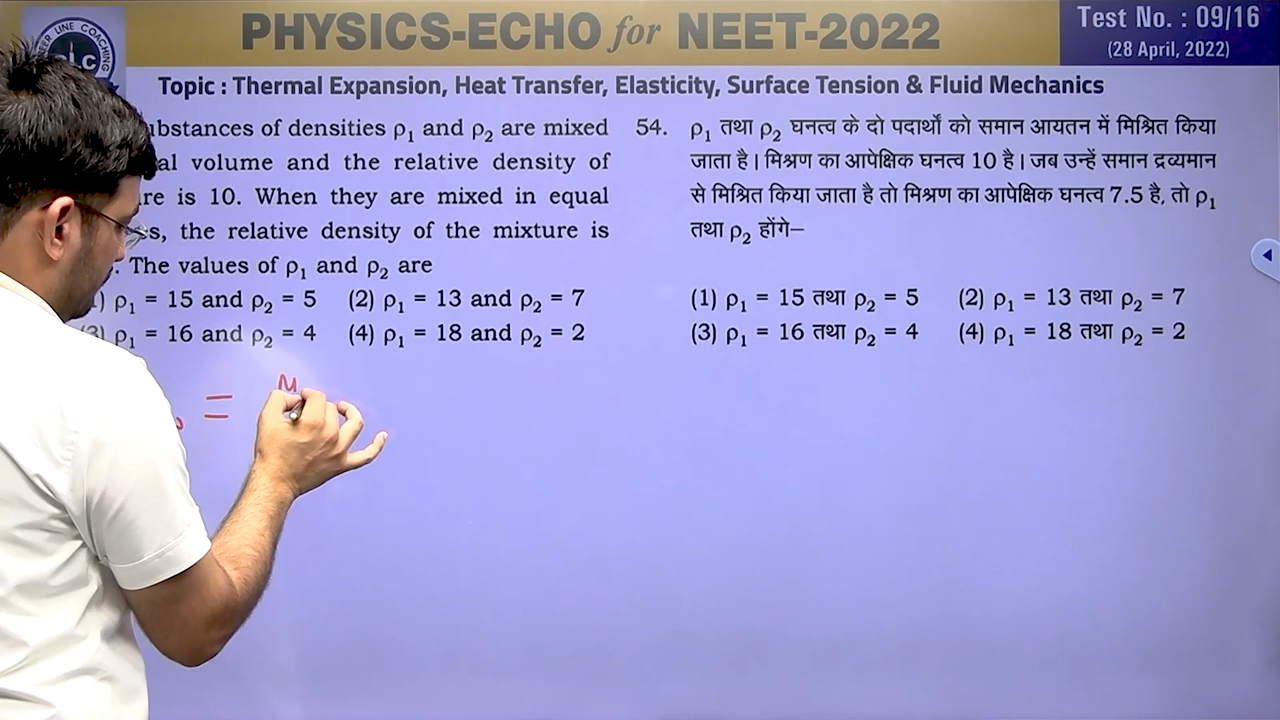 PHYSICS-ECHO for NEET-2022
Test No. : 09/16
(28 April, 2022)
LINE COACHING
Topic : Thermal Expansion, Heat Transfer, Elasticity, Surface Tension & Fluid Mechanics
ubstances of densities ρ₁ and ρ₂ are mixed
al volume and the relative density of
re is 10. When they are mixed in equal
s, the relative density of the mixture is
. The values of ρ₁ and ρ₂ are
) ρ₁ = 15 and ρ₂ = 5 (2) ρ₁ = 13 and ρ₂ = 7
(3) ρ₁ = 16 and ρ₂ = 4 (4) ρ₁ = 18 and ρ₂ = 2
54. ρ₁ तथा ρ₂ घनत्व के दो पदार्थों को समान आयतन में मिश्रित किया
जाता है। मिश्रण का आपेक्षिक घनत्व 10 है। जब उन्हें समान द्रव्यमान
से मिश्रित किया जाता है तो मिश्रण का आपेक्षिक घनत्व 7.5 है, तो ρ₁
तथा ρ₂ होंगे–
(1) ρ₁ = 15 तथा ρ₂ = 5 (2) ρ₁ = 13 तथा ρ₂ = 7
(3) ρ₁ = 16 तथा ρ₂ = 4 (4) ρ₁ = 18 तथा ρ₂ = 2
= M